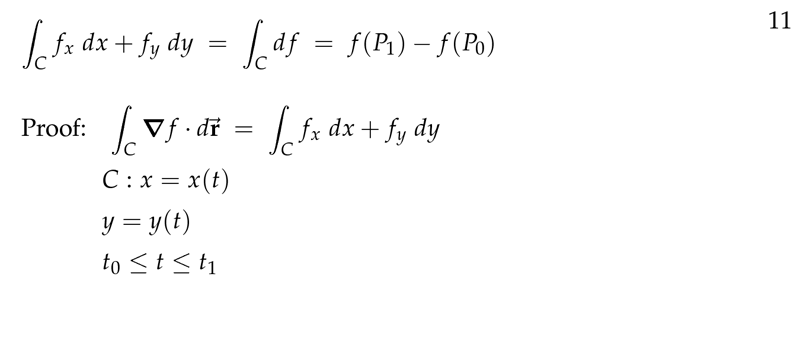 11
∫_C f_x dx + f_y dy = ∫_C df = f(P_1) − f(P_0)
Proof: ∫_C ∇f · d𝐫⃗ = ∫_C f_x dx + f_y dy
C : x = x(t)
y = y(t)
t_0 ≤ t ≤ t_1